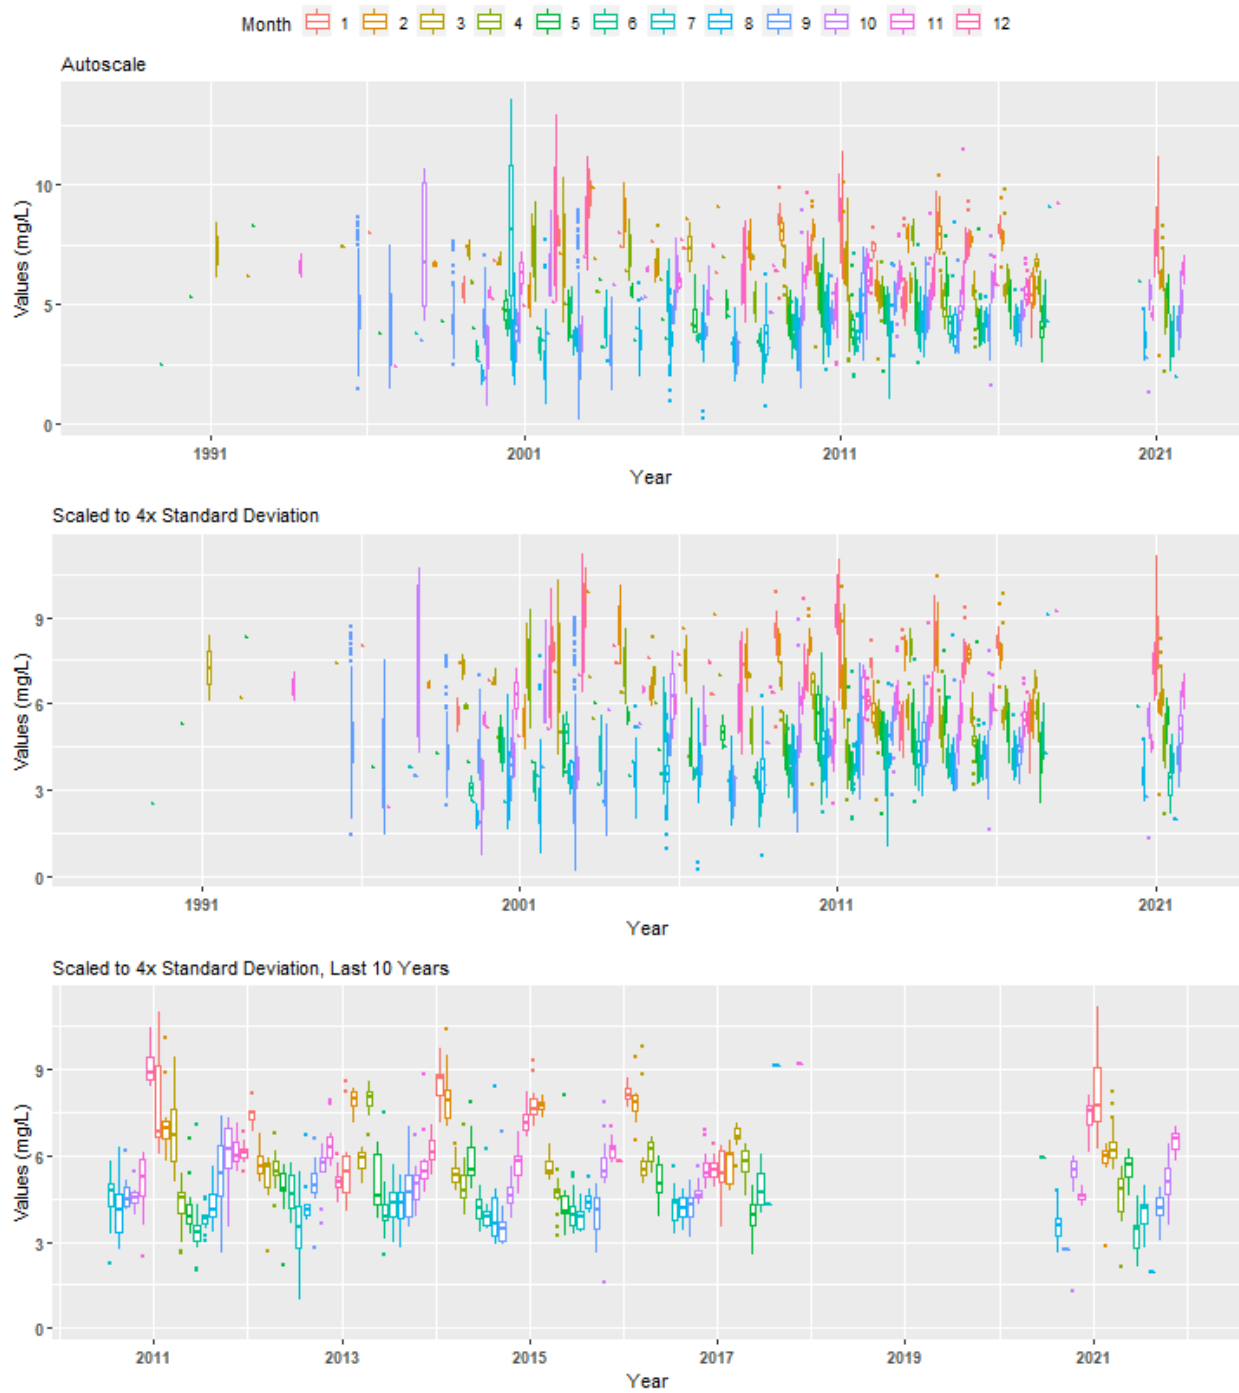 Month 1 2 3 4 5 6 7 8 9 10 11 12
Autoscale
Values (mg/L)
10
5
0
1991 2001 2011 2021
Year
Scaled to 4x Standard Deviation
Values (mg/L)
9
6
3
0
1991 2001 2011 2021
Year
Scaled to 4x Standard Deviation, Last 10 Years
Values (mg/L)
9
6
3
0
2011 2013 2015 2017 2019 2021
Year